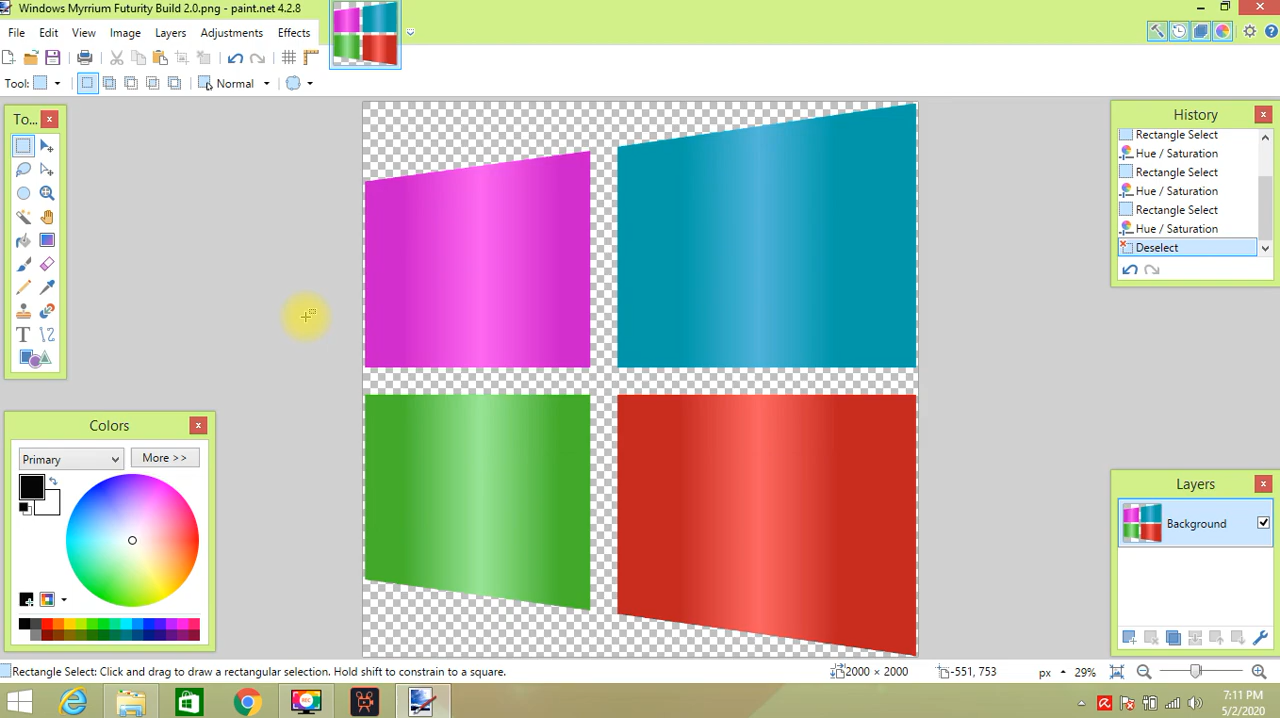 Windows Myrrium Futurity Build 2.0.png - paint.net 4.2.8
File Edit View Image Layers Adjustments Effects
Tool: Normal
To...
History
Rectangle Select
Hue / Saturation
Rectangle Select
Hue / Saturation
Rectangle Select
Hue / Saturation
Deselect
Colors
Primary
More >>
Layers
Background
Rectangle Select: Click and drag to draw a rectangular selection. Hold shift to constrain to a square.
2000 × 2000
-551, 753
px
29%
REC
7:11 PM
5/2/2020